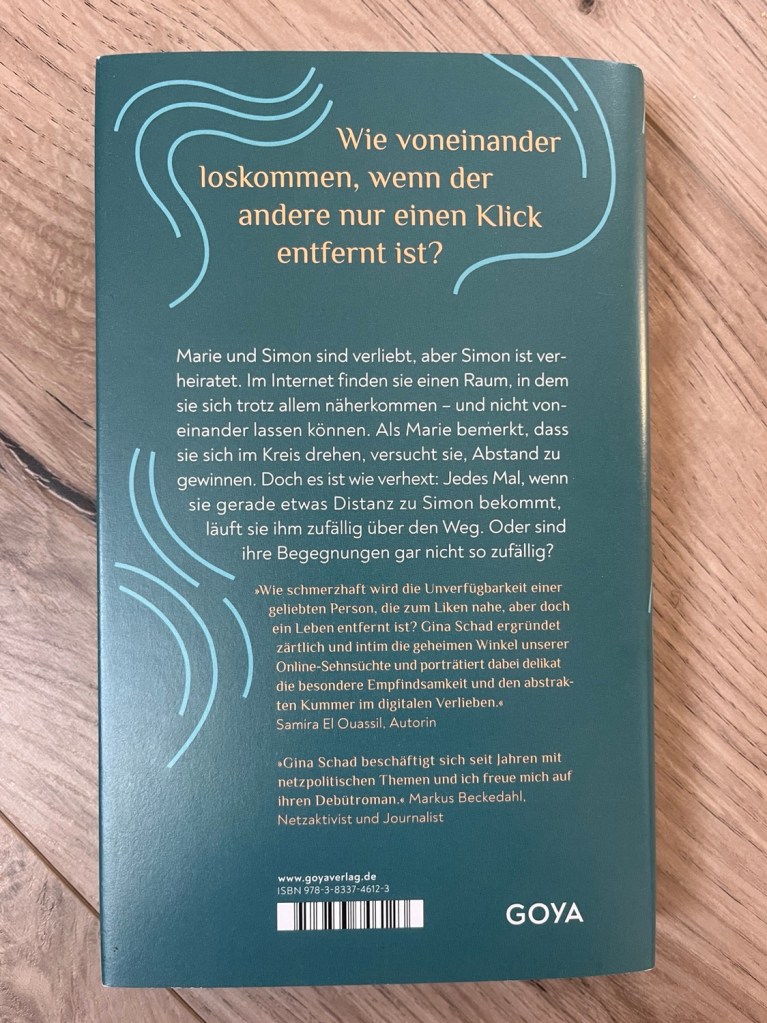 Wie voneinander
loskommen, wenn der
andere nur einen Klick
entfernt ist?
Marie und Simon sind verliebt, aber Simon ist ver-
heiratet. Im Internet finden sie einen Raum, in dem
sie sich trotz allem näherkommen – und nicht von-
einander lassen können. Als Marie bemerkt, dass
sie sich im Kreis drehen, versucht sie, Abstand zu
gewinnen. Doch es ist wie verhext: Jedes Mal, wenn
sie gerade etwas Distanz zu Simon bekommt,
läuft sie ihm zufällig über den Weg. Oder sind
ihre Begegnungen gar nicht so zufällig?
»Wie schmerzhaft wird die Unverfügbarkeit einer
geliebten Person, die zum Liken nahe, aber doch
ein Leben entfernt ist? Gina Schad ergründet
zärtlich und intim die geheimen Winkel unserer
Online-Sehnsüchte und porträtiert dabei delikat
die besondere Empfindsamkeit und den abstrak-
ten Kummer im digitalen Verlieben.«
Samira El Ouassil, Autorin
»Gina Schad beschäftigt sich seit Jahren mit
netzpolitischen Themen und ich freue mich auf
ihren Debütroman.« Markus Beckedahl,
Netzaktivist und Journalist
www.goyaverlag.de
ISBN 978-3-8337-4612-3
GOYA